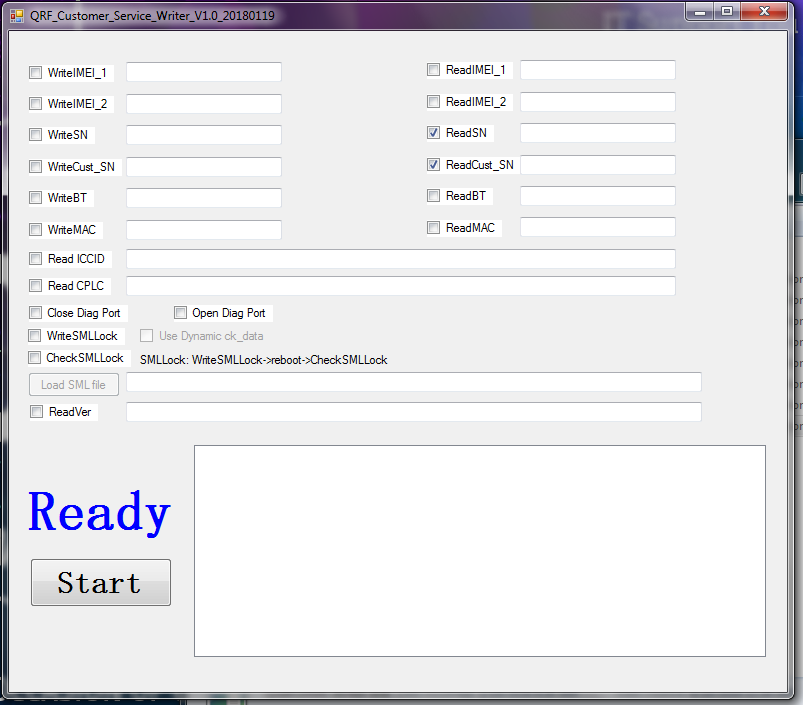 QRF_Customer_Service_Writer_V1.0_20180119
WriteIMEI_1
ReadIMEI_1
WriteIMEI_2
ReadIMEI_2
WriteSN
ReadSN
WriteCust_SN
ReadCust_SN
WriteBT
ReadBT
WriteMAC
ReadMAC
Read ICCID
Read CPLC
Close Diag Port
Open Diag Port
WriteSMLLock
Use Dynamic ck_data
CheckSMLLock
SMLLock: WriteSMLLock->reboot->CheckSMLLock
Load SML file
ReadVer
Ready
Start